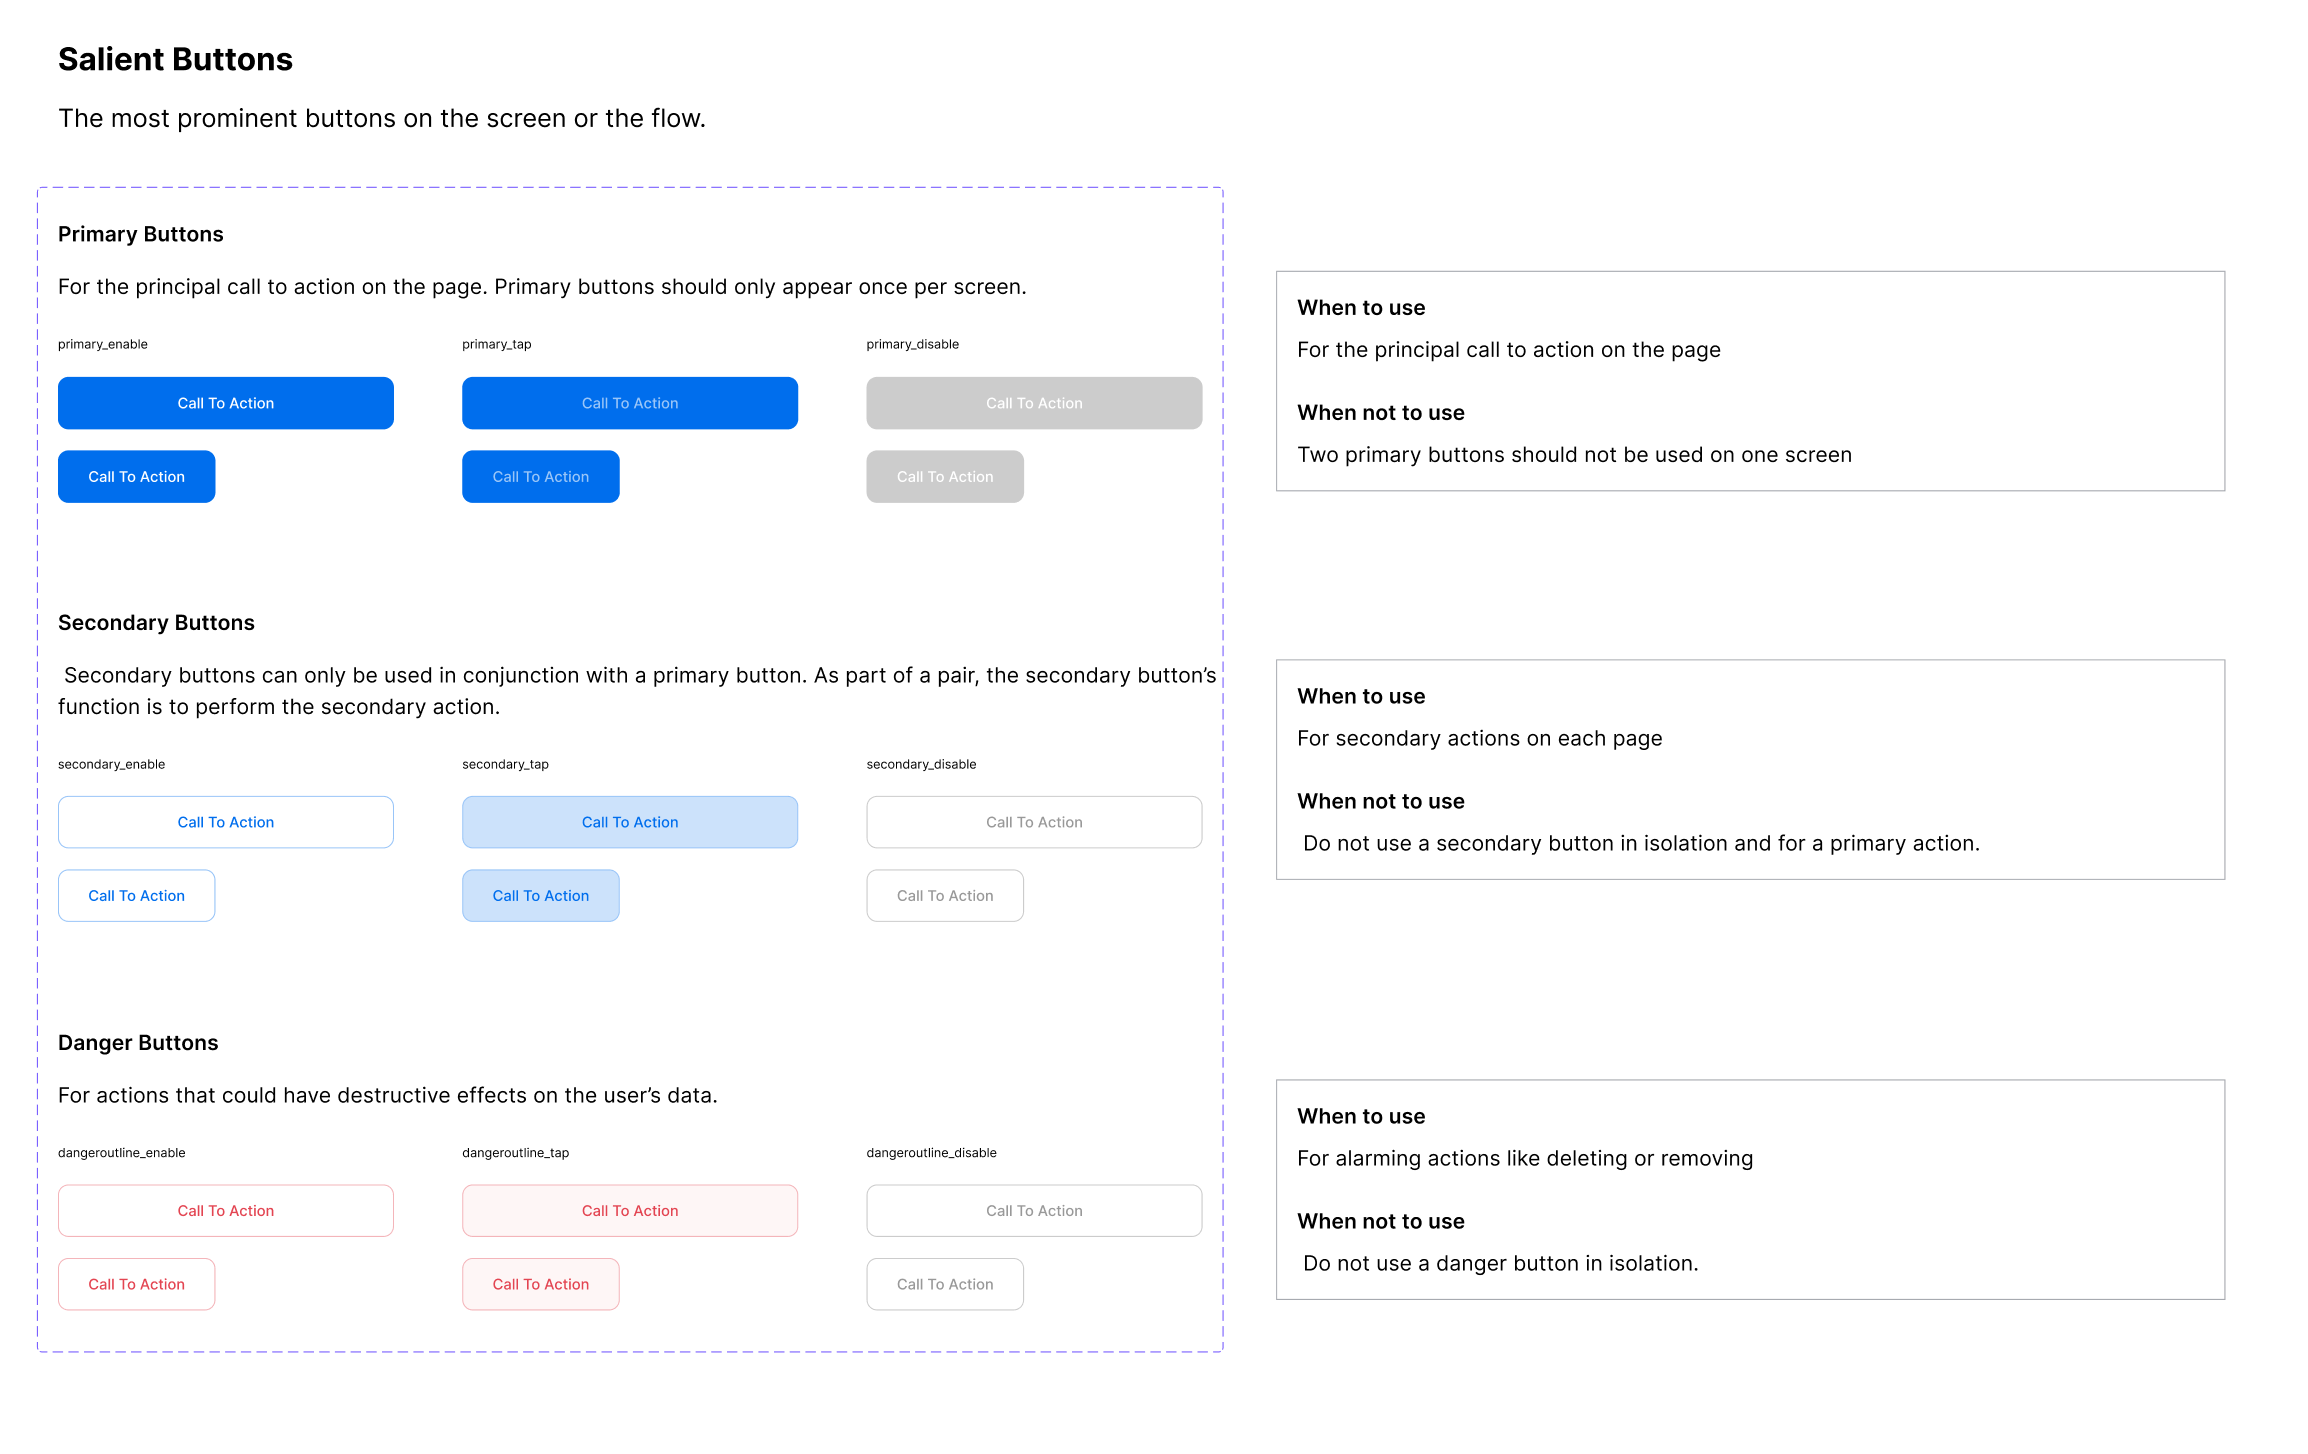 Salient Buttons
The most prominent buttons on the screen or the flow.
Primary Buttons
For the principal call to action on the page. Primary buttons should only appear once per screen.
primary_enable
primary_tap
primary_disable
Call To Action
Call To Action
Call To Action
Call To Action
Call To Action
Call To Action
When to use
For the principal call to action on the page
When not to use
Two primary buttons should not be used on one screen
Secondary Buttons
Secondary buttons can only be used in conjunction with a primary button. As part of a pair, the secondary button’s
function is to perform the secondary action.
secondary_enable
secondary_tap
secondary_disable
Call To Action
Call To Action
Call To Action
Call To Action
Call To Action
Call To Action
When to use
For secondary actions on each page
When not to use
Do not use a secondary button in isolation and for a primary action.
Danger Buttons
For actions that could have destructive effects on the user’s data.
dangeroutline_enable
dangeroutline_tap
dangeroutline_disable
Call To Action
Call To Action
Call To Action
Call To Action
Call To Action
Call To Action
When to use
For alarming actions like deleting or removing
When not to use
Do not use a danger button in isolation.